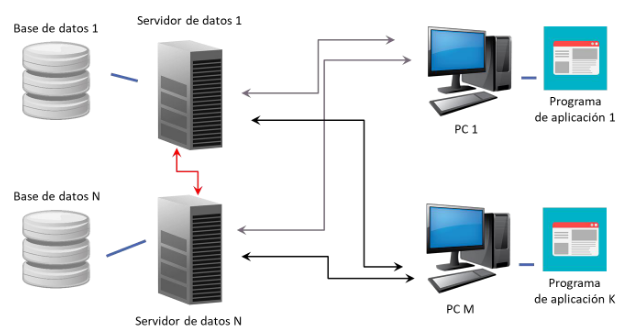 Base de datos 1
Servidor de datos 1
PC 1
Programa
de aplicación 1
Base de datos N
Servidor de datos N
PC M
Programa
de aplicación K